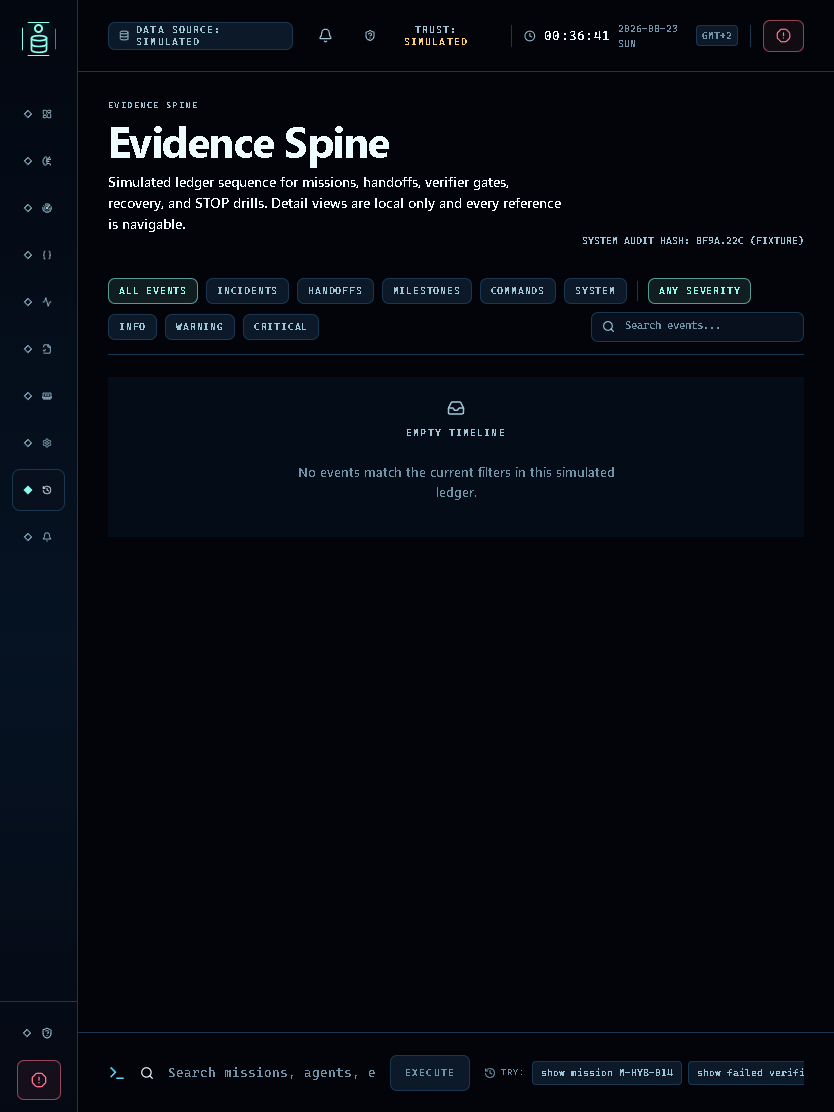 DATA SOURCE:
SIMULATED
TRUST:
SIMULATED
00:36:41
2026-08-23
SUN
GMT+2
EVIDENCE SPINE
Evidence Spine
Simulated ledger sequence for missions, handoffs, verifier gates,
recovery, and STOP drills. Detail views are local only and every reference
is navigable.
SYSTEM AUDIT HASH: 8F9A.22C (FIXTURE)
ALL EVENTS
INCIDENTS
HANDOFFS
MILESTONES
COMMANDS
SYSTEM
ANY SEVERITY
INFO
WARNING
CRITICAL
Search events...
EMPTY TIMELINE
No events match the current filters in this simulated
ledger.
Search missions, agents, e
EXECUTE
TRY:
show mission M-HYB-014
show failed verifi